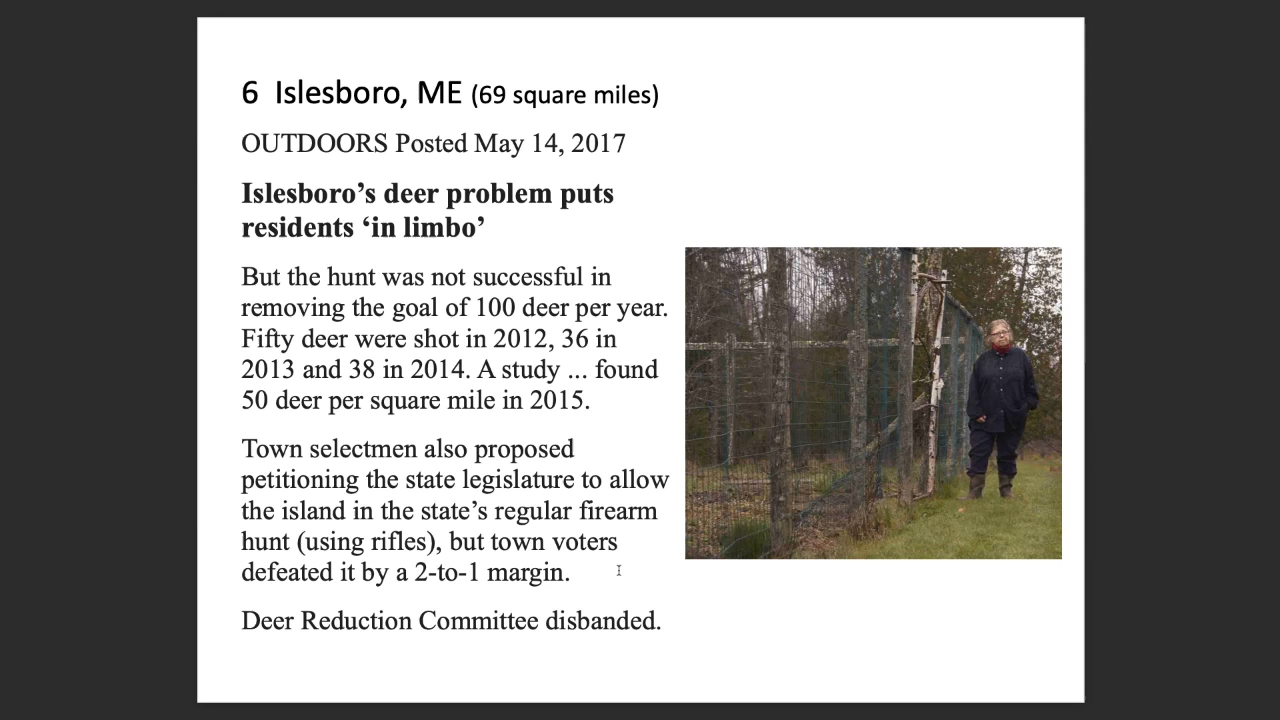 6 Islesboro, ME (69 square miles)
OUTDOORS Posted May 14, 2017
Islesboro’s deer problem puts
residents ‘in limbo’
But the hunt was not successful in
removing the goal of 100 deer per year.
Fifty deer were shot in 2012, 36 in
2013 and 38 in 2014. A study ... found
50 deer per square mile in 2015.
Town selectmen also proposed
petitioning the state legislature to allow
the island in the state’s regular firearm
hunt (using rifles), but town voters
defeated it by a 2-to-1 margin.
Deer Reduction Committee disbanded.